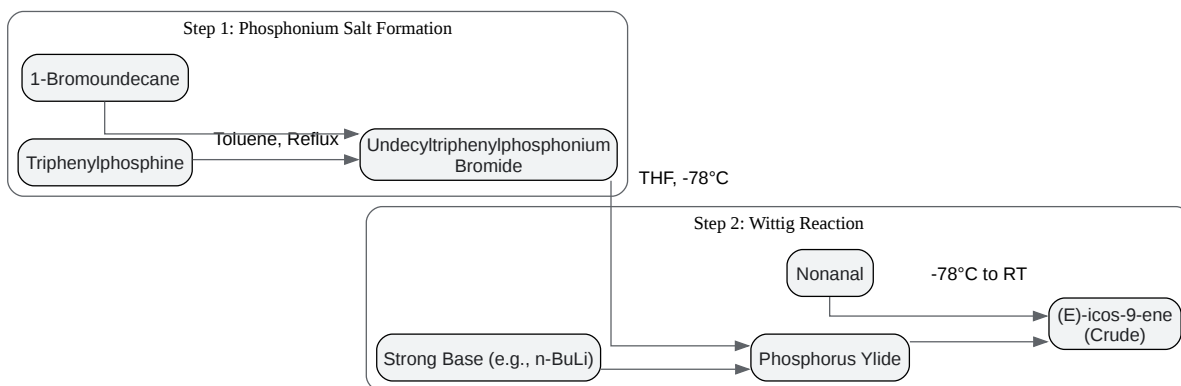 Step 1: Phosphonium Salt Formation
1-Bromoundecane
Toluene, Reflux
Triphenylphosphine
Undecyltriphenylphosphonium
Bromide
THF, -78°C
Step 2: Wittig Reaction
Nonanal
-78°C to RT
(E)-icos-9-ene
(Crude)
Strong Base (e.g., n-BuLi)
Phosphorus Ylide